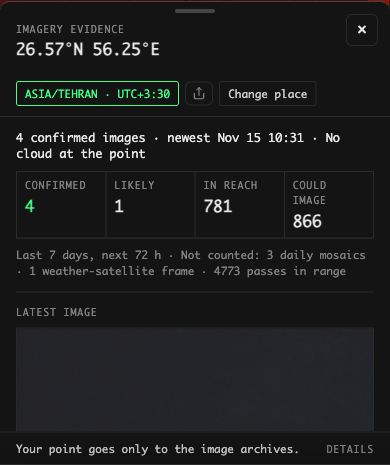 IMAGERY EVIDENCE
26.57°N 56.25°E
×
ASIA/TEHRAN · UTC+3:30
Change place
4 confirmed images · newest Nov 15 10:31 · No
cloud at the point
CONFIRMED
4
LIKELY
1
IN REACH
781
COULD
IMAGE
866
Last 7 days, next 72 h · Not counted: 3 daily mosaics
· 1 weather-satellite frame · 4773 passes in range
LATEST IMAGE
Your point goes only to the image archives.
DETAILS